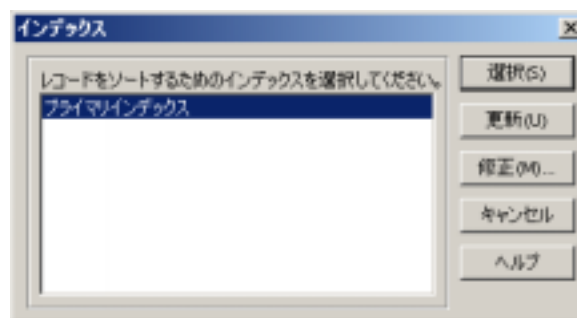 インデックス
レコードをソートするためのインデックスを選択してください。
プライマリインデックス
選択(S)
更新(U)
修正(M)...
キャンセル
ヘルプ